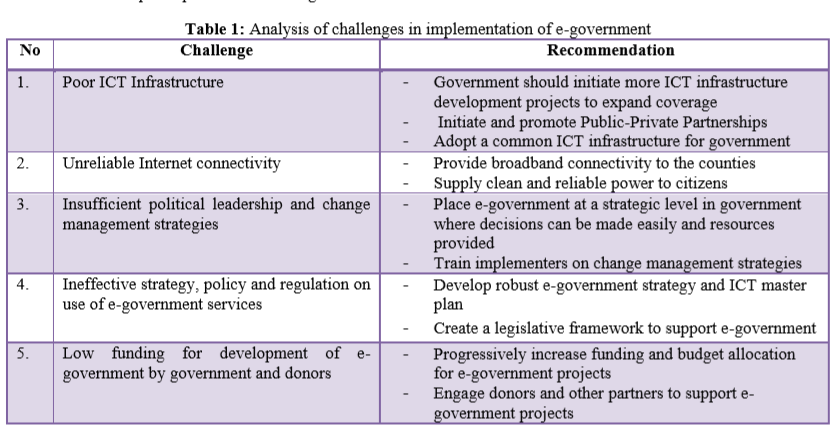 Table 1: Analysis of challenges in implementation of e-government
No Challenge Recommendation
1. Poor ICT Infrastructure
- Government should initiate more ICT infrastructure
development projects to expand coverage
- Initiate and promote Public-Private Partnerships
- Adopt a common ICT infrastructure for government
2. Unreliable Internet connectivity
- Provide broadband connectivity to the counties
- Supply clean and reliable power to citizens
3. Insufficient political leadership and change
management strategies
- Place e-government at a strategic level in government
where decisions can be made easily and resources
provided
- Train implementers on change management strategies
4. Ineffective strategy, policy and regulation on
use of e-government services
- Develop robust e-government strategy and ICT master
plan
- Create a legislative framework to support e-government
5. Low funding for development of e-
government by government and donors
- Progressively increase funding and budget allocation
for e-government projects
- Engage donors and other partners to support e-
government projects